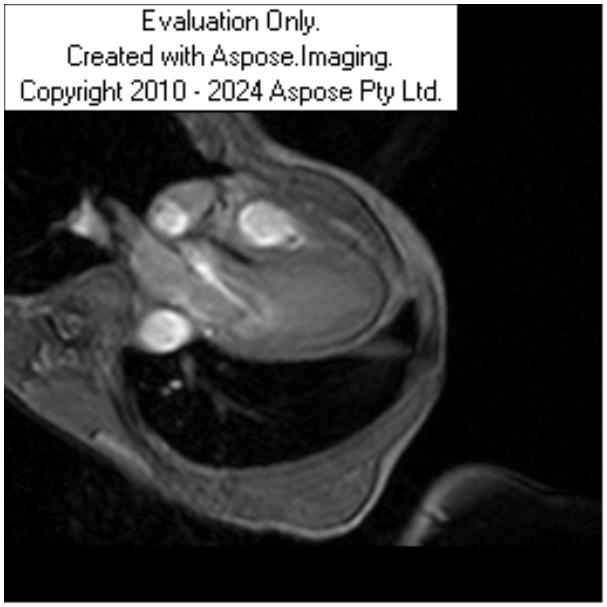 Evaluation Only.
Created with Aspose.Imaging.
Copyright 2010 - 2024 Aspose Pty Ltd.